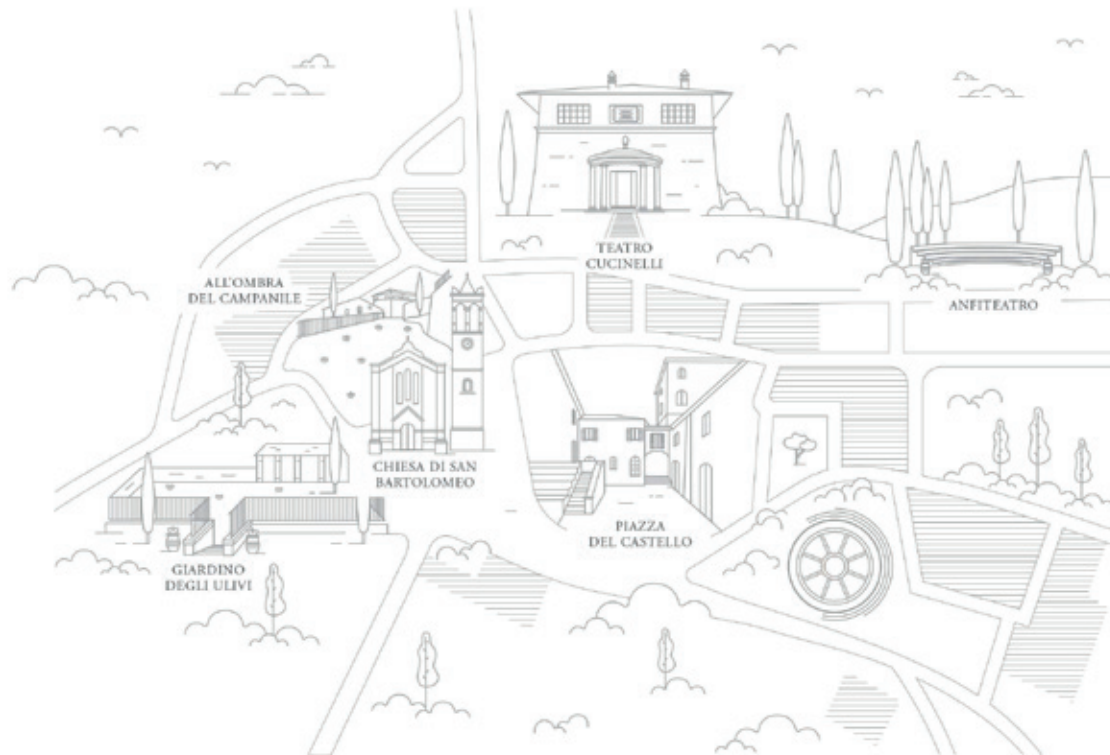 TEATRO
CUCINELLI
ALL'OMBRA
DEL CAMPANILE
ANFITEATRO
CHIESA DI SAN
BARTOLOMEO
PIAZZA
DEL CASTELLO
GIARDINO
DEGLI ULIVI